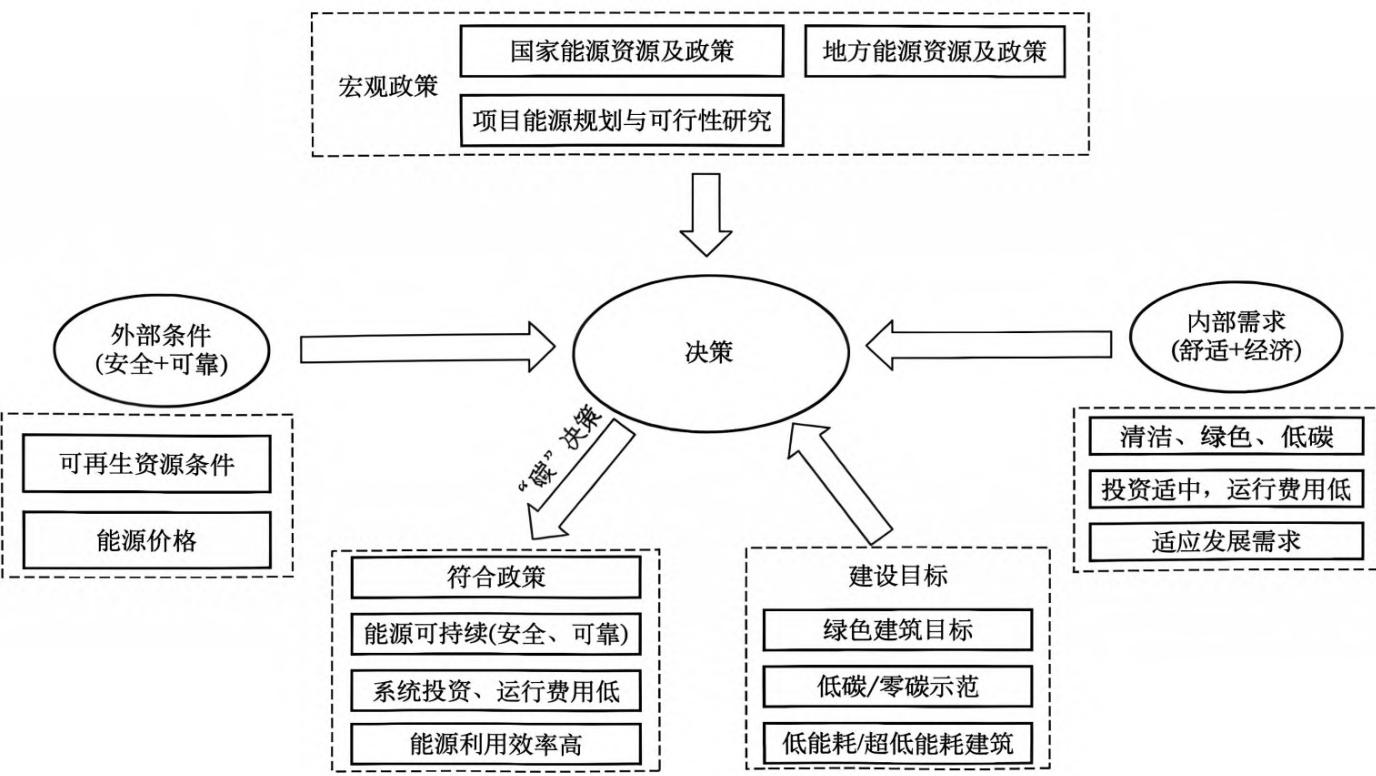 国家能源资源及政策
地方能源资源及政策
宏观政策
项目能源规划与可行性研究
外部条件
(安全+可靠)
决策
内部需求
(舒适+经济)
可再生资源条件
能源价格
“碳”决策
清洁、绿色、低碳
投资适中，运行费用低
适应发展需求
符合政策
能源可持续(安全、可靠)
系统投资、运行费用低
能源利用效率高
建设目标
绿色建筑目标
低碳/零碳示范
低能耗/超低能耗建筑